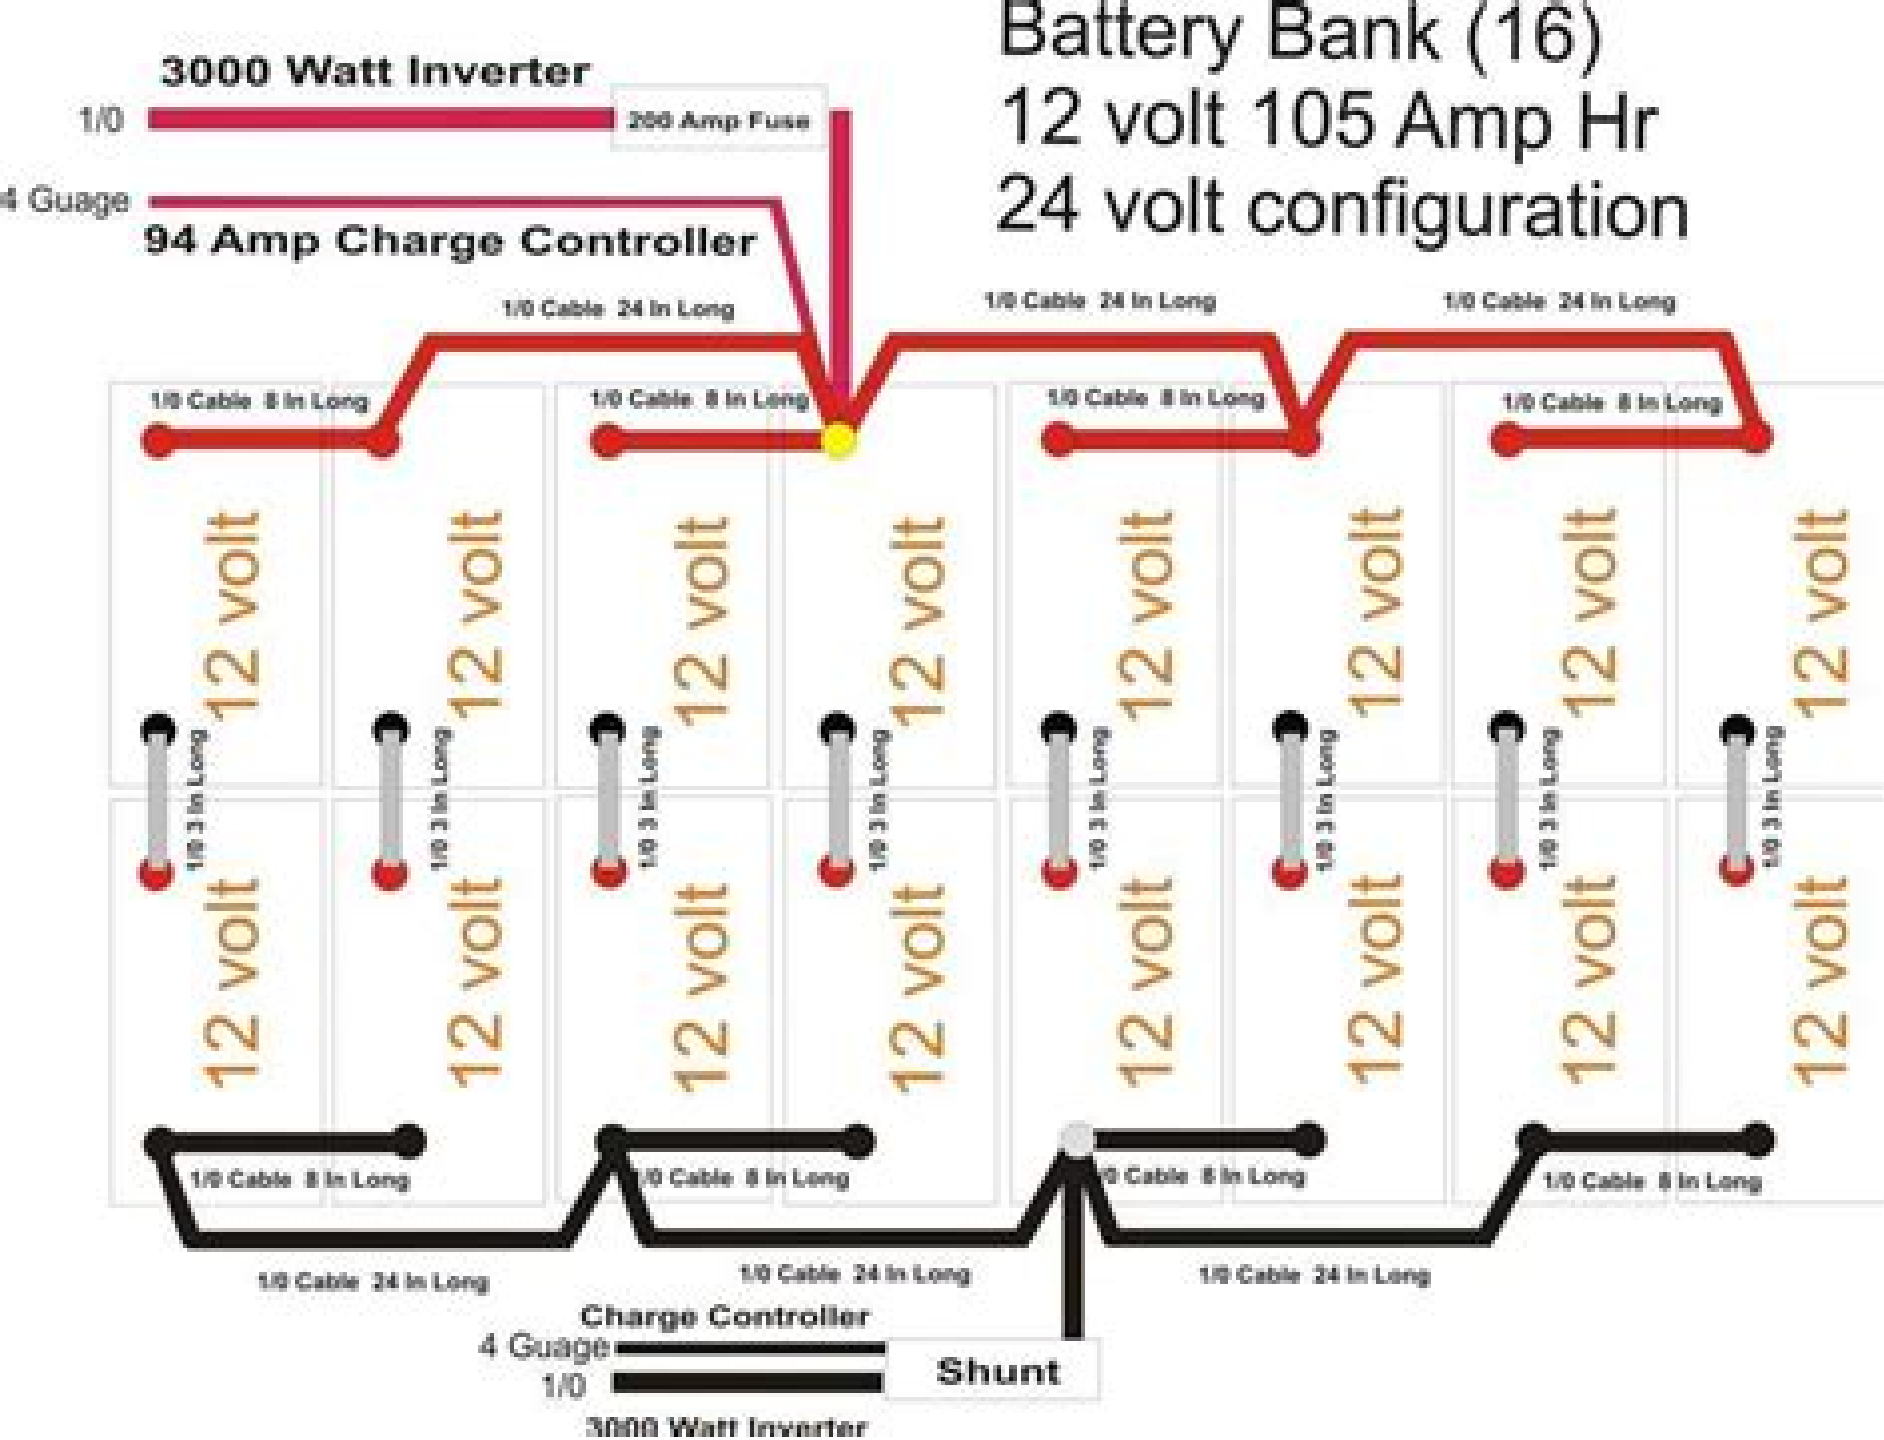 Battery Bank (16)
12 volt 105 Amp Hr
24 volt configuration
3000 Watt Inverter
1/0
200 Amp Fuse
4 Guage
94 Amp Charge Controller
1/0 Cable 24 In Long
1/0 Cable 24 In Long
1/0 Cable 24 In Long
1/0 Cable 8 In Long
1/0 Cable 8 In Long
1/0 Cable 8 In Long
1/0 Cable 8 In Long
12 volt
12 volt
12 volt
12 volt
12 volt
12 volt
12 volt
12 volt
1/0 3 In Long
1/0 3 In Long
1/0 3 In Long
1/0 3 In Long
1/0 3 In Long
1/0 3 In Long
1/0 3 In Long
1/0 3 In Long
12 volt
12 volt
12 volt
12 volt
12 volt
12 volt
12 volt
12 volt
1/0 Cable 8 In Long
1/0 Cable 8 In Long
1/0 Cable 8 In Long
1/0 Cable 8 In Long
1/0 Cable 24 In Long
1/0 Cable 24 In Long
1/0 Cable 24 In Long
Charge Controller
4 Guage
1/0
Shunt
3000 Watt Inverter